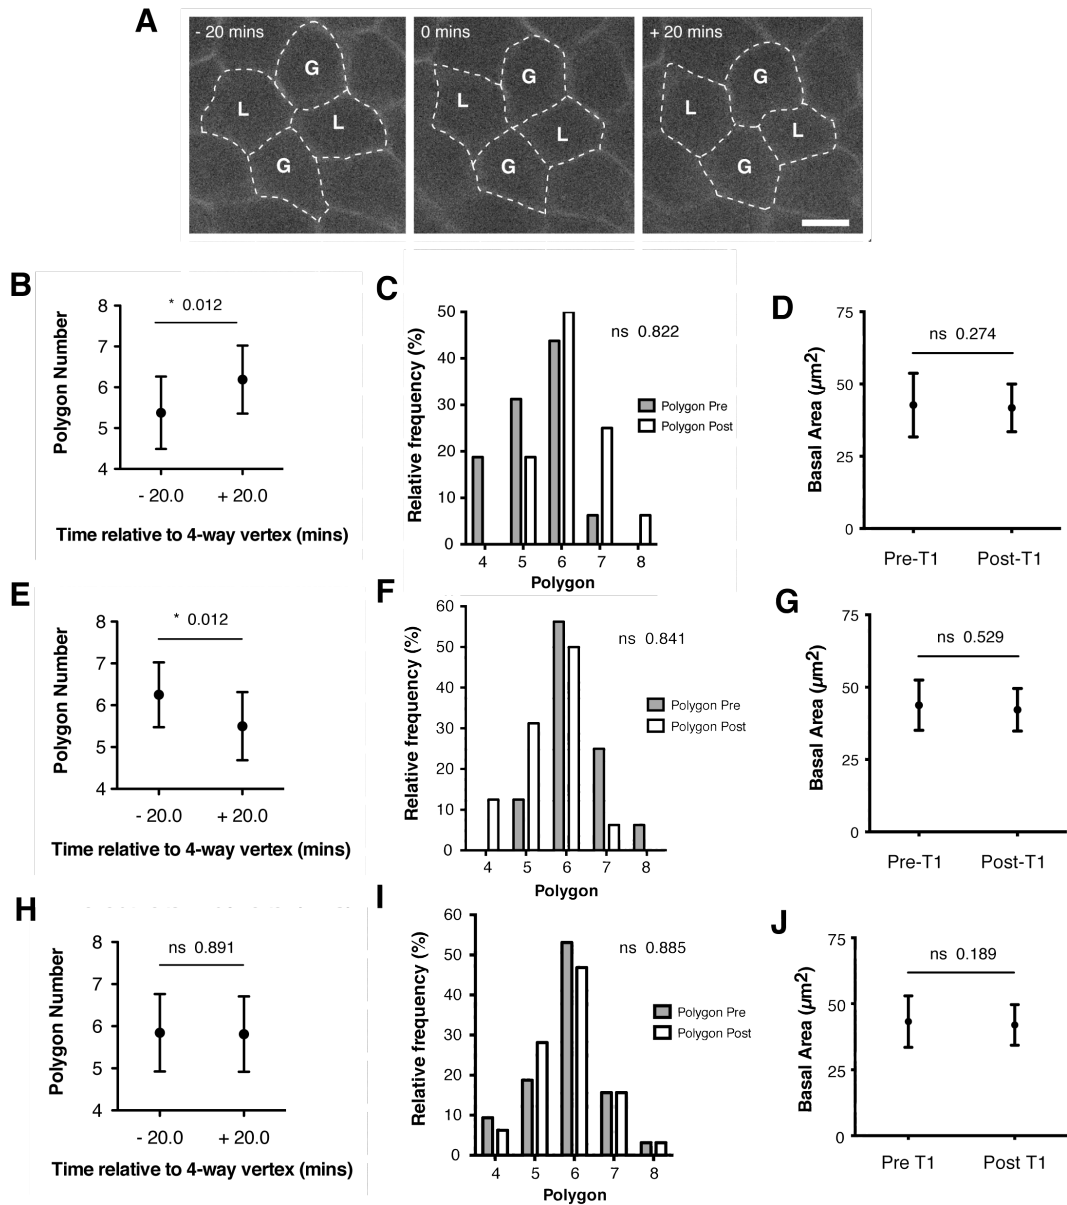 A
- 20 mins
0 mins
+ 20 mins
G
L
L
G
G
L
L
G
G
L
L
G
B
Polygon Number
8
7
6
5
4
* 0.012
- 20.0 + 20.0
Time relative to 4-way vertex (mins)
C
Relative frequency (%)
50
40
30
20
10
0
ns 0.822
Polygon Pre
Polygon Post
4 5 6 7 8
Polygon
D
Basal Area (µm2)
75
50
25
0
ns 0.274
Pre-T1 Post-T1
E
Polygon Number
8
7
6
5
4
* 0.012
- 20.0 + 20.0
Time relative to 4-way vertex (mins)
F
Relative frequency (%)
60
50
40
30
20
10
0
ns 0.841
Polygon Pre
Polygon Post
4 5 6 7 8
Polygon
G
Basal Area (µm2)
75
50
25
0
ns 0.529
Pre-T1 Post-T1
H
Polygon Number
8
7
6
5
4
ns 0.891
- 20.0 + 20.0
Time relative to 4-way vertex (mins)
I
Relative frequency (%)
60
50
40
30
20
10
0
ns 0.885
Polygon Pre
Polygon Post
4 5 6 7 8
Polygon
J
Basal Area (µm2)
75
50
25
0
ns 0.189
Pre T1 Post T1